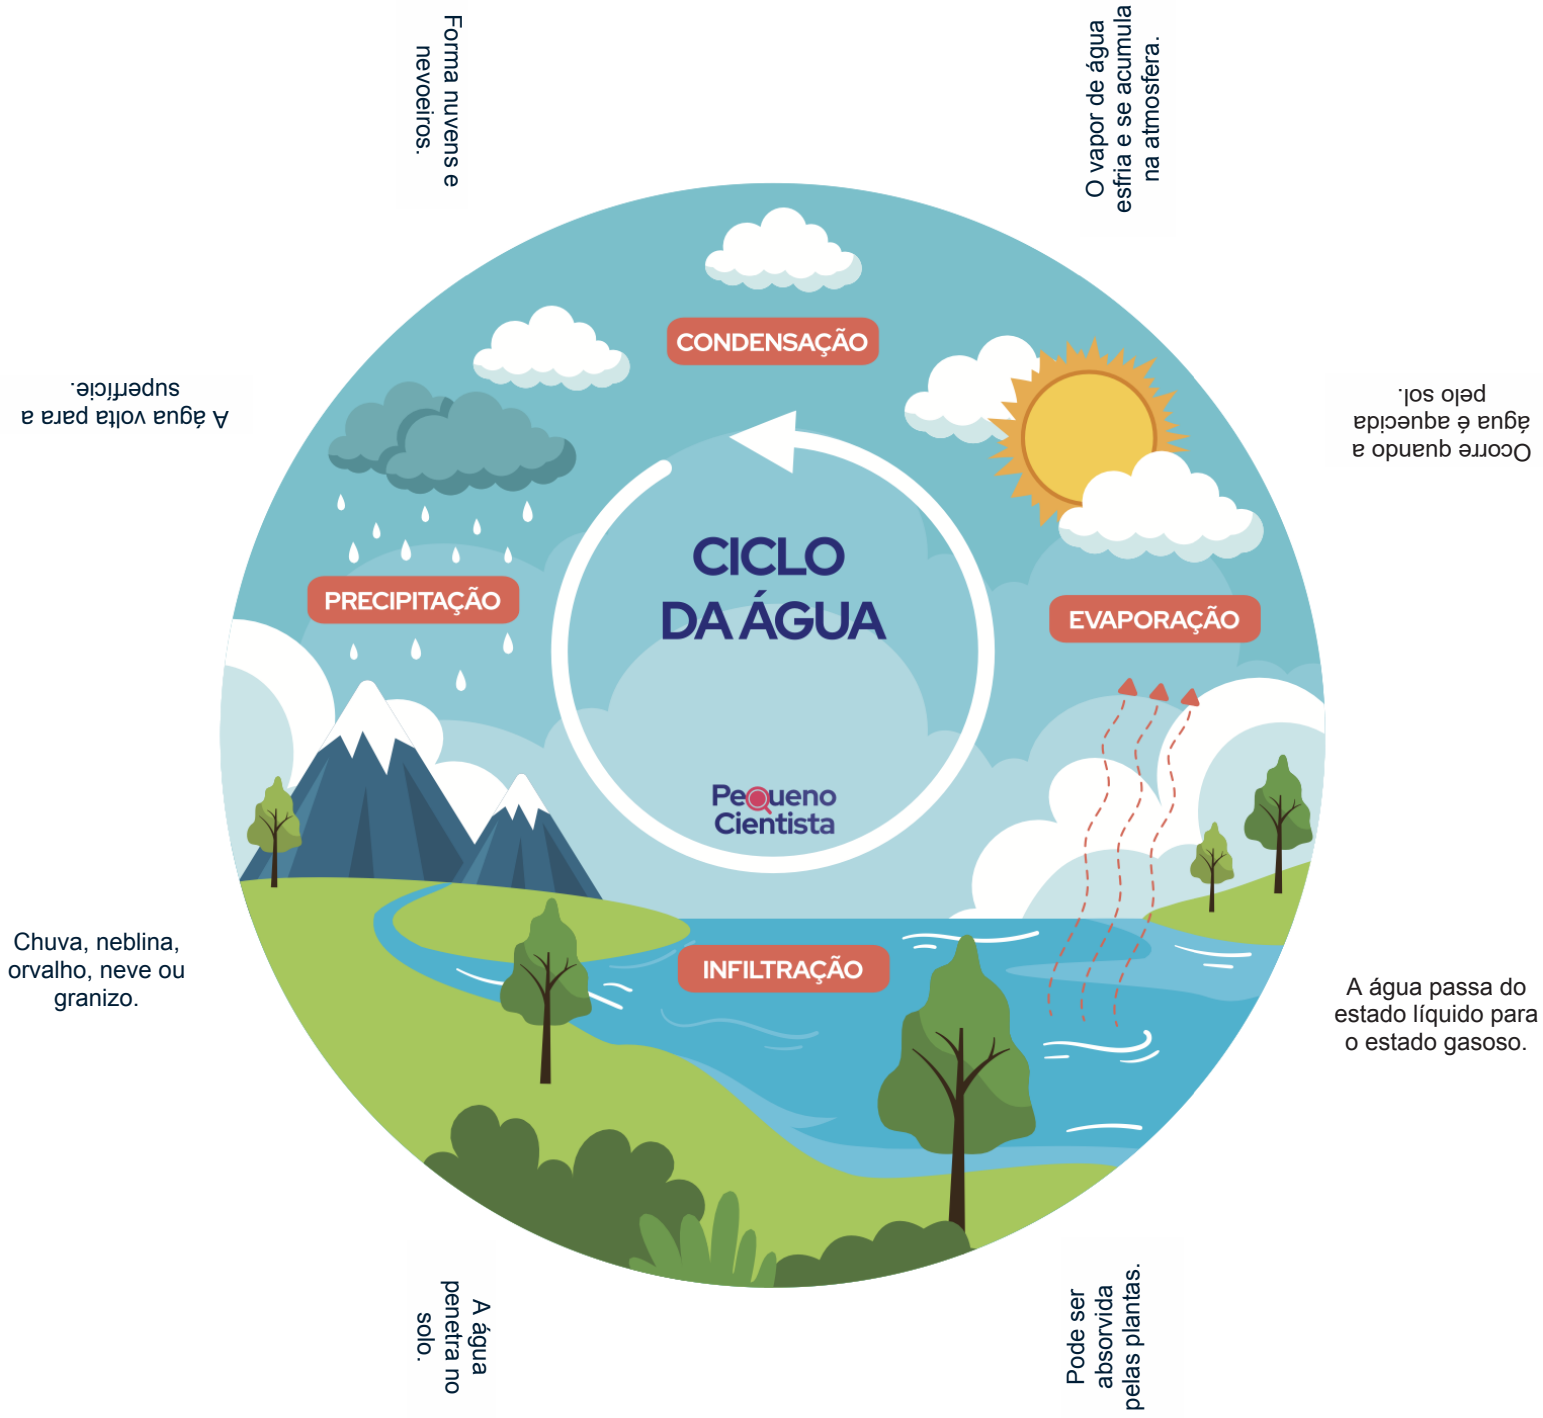 Forma nuvens e
nevoeiros.
O vapor de água
esfria e se acumula
na atmosfera.
CONDENSAÇÃO
A água volta para a
superfície.
Ocorre quando a
água é aquecida
pelo sol.
CICLO
DA ÁGUA
PRECIPITAÇÃO
EVAPORAÇÃO
Pequeno
Cientista
Chuva, neblina,
orvalho, neve ou
granizo.
INFILTRAÇÃO
A água passa do
estado líquido para
o estado gasoso.
A água
penetra no
solo.
Pode ser
absorvida
pelas plantas.